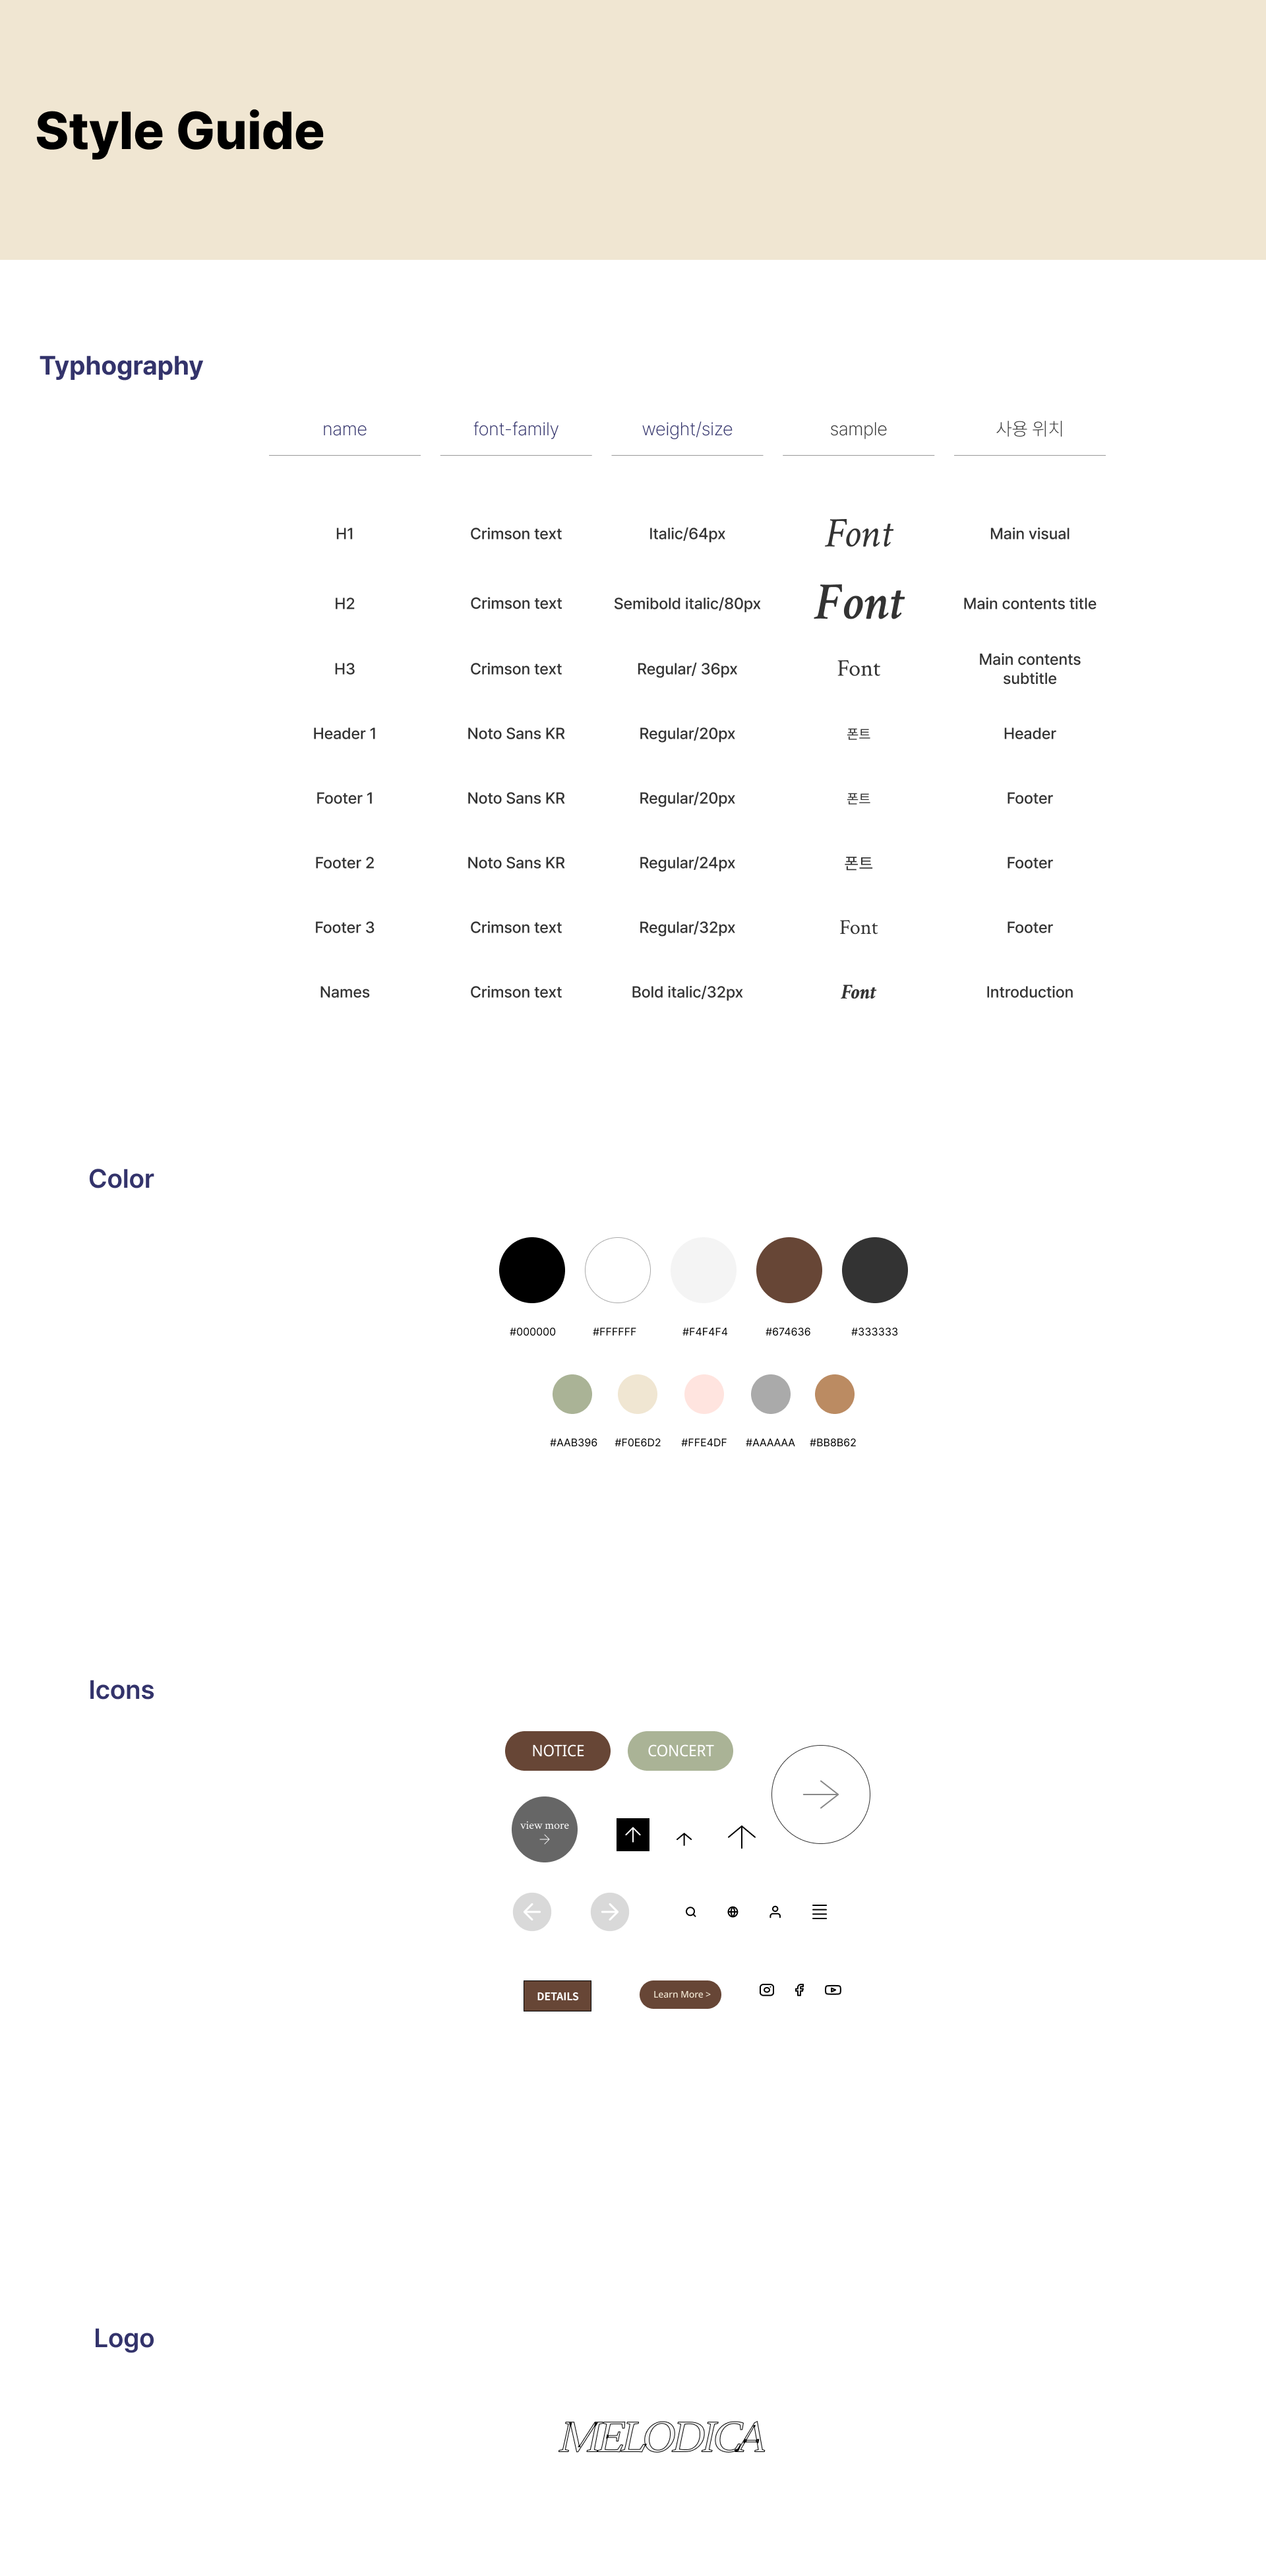 Style Guide
Typhography
name font-family weight/size sample 사용 위치
H1 Crimson text Italic/64px Font Main visual
H2 Crimson text Semibold italic/80px Font Main contents title
H3 Crimson text Regular/ 36px Font Main contents
subtitle
Header 1 Noto Sans KR Regular/20px 폰트 Header
Footer 1 Noto Sans KR Regular/20px 폰트 Footer
Footer 2 Noto Sans KR Regular/24px 폰트 Footer
Footer 3 Crimson text Regular/32px Font Footer
Names Crimson text Bold italic/32px Font Introduction
Color
#000000 #FFFFFF #F4F4F4 #674636 #333333
#AAB396 #F0E6D2 #FFE4DF #AAAAAA #BB8B62
Icons
NOTICE CONCERT
view more
DETAILS Learn More >
Logo
MELODICA